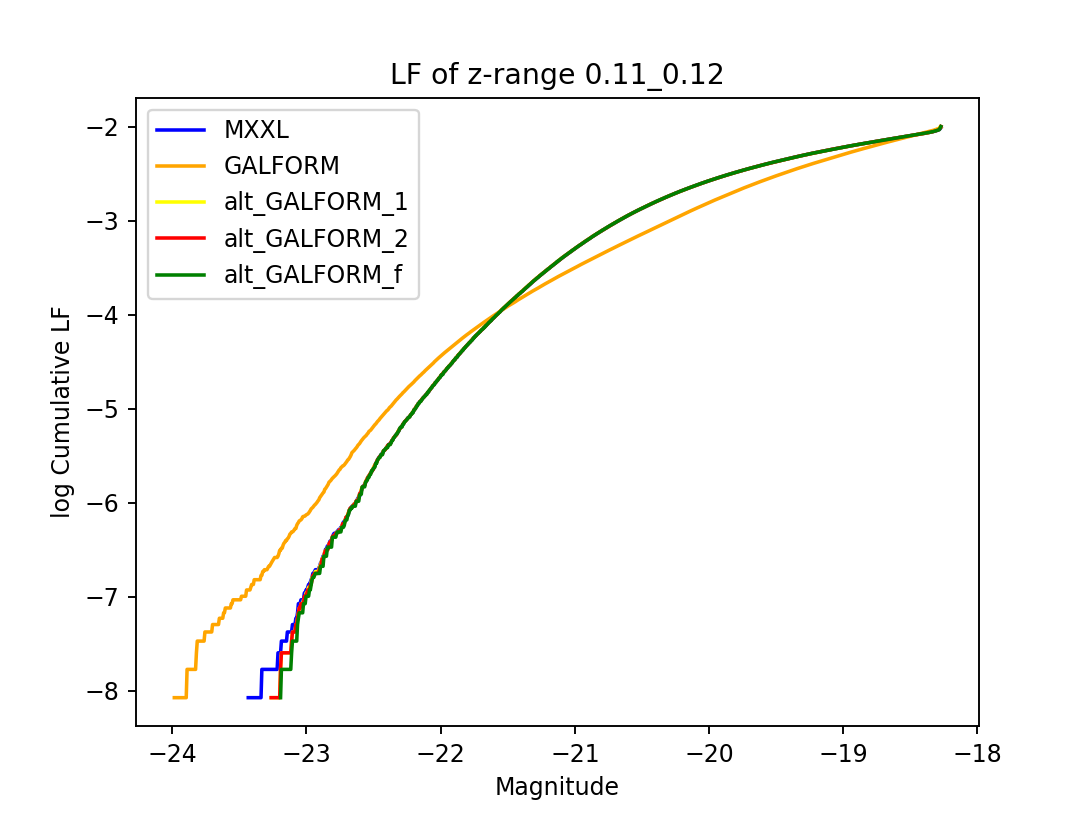 LF of z-range 0.11_0.12
MXXL
GALFORM
alt_GALFORM_1
alt_GALFORM_2
alt_GALFORM_f
log Cumulative LF
−2
−3
−4
−5
−6
−7
−8
−24
−23
−22
−21
−20
−19
−18
Magnitude